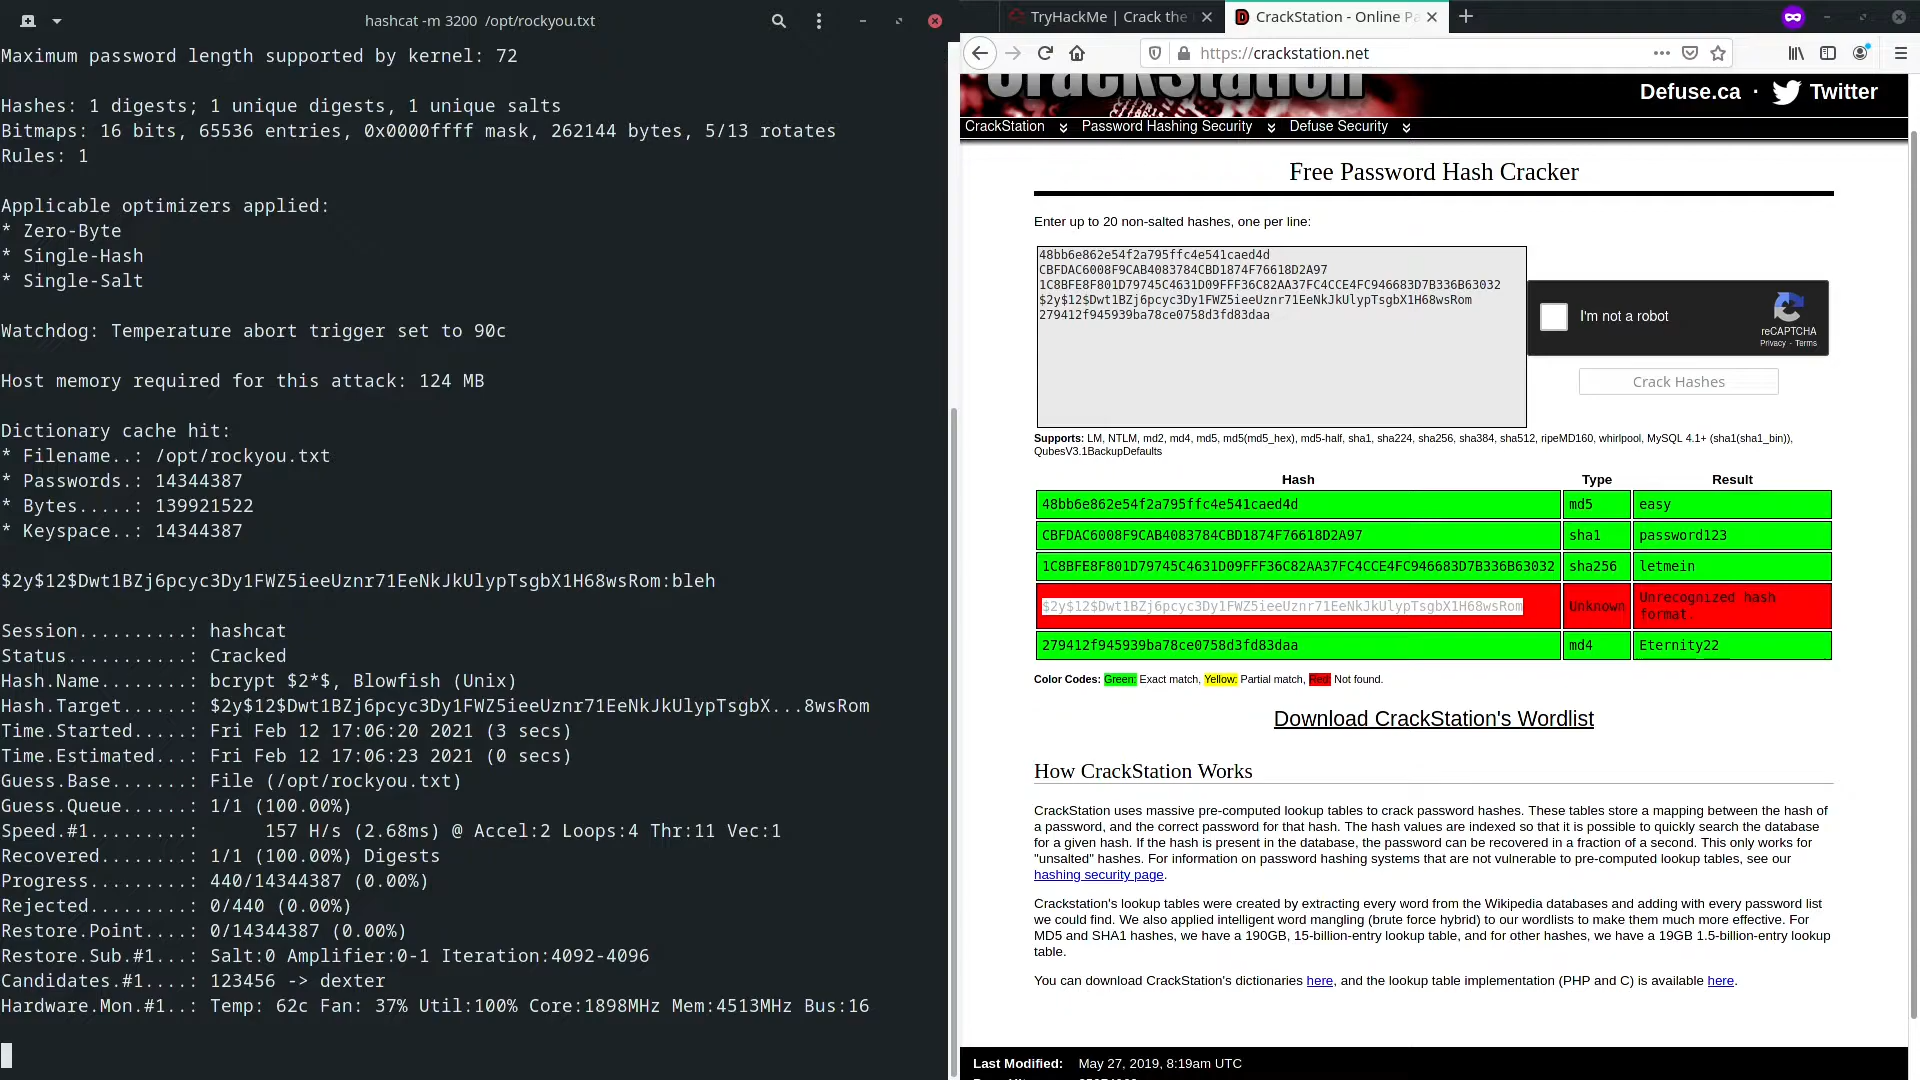 hashcat -m 3200 /opt/rockyou.txt
Maximum password length supported by kernel: 72
Hashes: 1 digests; 1 unique digests, 1 unique salts
Bitmaps: 16 bits, 65536 entries, 0x0000ffff mask, 262144 bytes, 5/13 rotates
Rules: 1
Applicable optimizers applied:
* Zero-Byte
* Single-Hash
* Single-Salt
Watchdog: Temperature abort trigger set to 90c
Host memory required for this attack: 124 MB
Dictionary cache hit:
* Filename..: /opt/rockyou.txt
* Passwords.: 14344387
* Bytes.....: 139921522
* Keyspace..: 14344387
$2y$12$Dwt1BZj6pcyc3Dy1FWZ5ieeUznr71EeNkJkUlypTsgbX1H68wsRom:bleh
Session..........: hashcat
Status...........: Cracked
Hash.Name........: bcrypt $2*$, Blowfish (Unix)
Hash.Target......: $2y$12$Dwt1BZj6pcyc3Dy1FWZ5ieeUznr71EeNkJkUlypTsgbX...8wsRom
Time.Started.....: Fri Feb 12 17:06:20 2021 (3 secs)
Time.Estimated...: Fri Feb 12 17:06:23 2021 (0 secs)
Guess.Base.......: File (/opt/rockyou.txt)
Guess.Queue......: 1/1 (100.00%)
Speed.#1.........:      157 H/s (2.68ms) @ Accel:2 Loops:4 Thr:11 Vec:1
Recovered........: 1/1 (100.00%) Digests
Progress.........: 440/14344387 (0.00%)
Rejected.........: 0/440 (0.00%)
Restore.Point....: 0/14344387 (0.00%)
Restore.Sub.#1...: Salt:0 Amplifier:0-1 Iteration:4092-4096
Candidates.#1....: 123456 -> dexter
Hardware.Mon.#1..: Temp: 62c Fan: 37% Util:100% Core:1898MHz Mem:4513MHz Bus:16
TryHackMe | Crack the
CrackStation - Online Pa
https://crackstation.net
CrackStation
Defuse.ca · Twitter
CrackStation Password Hashing Security Defuse Security
Free Password Hash Cracker
Enter up to 20 non-salted hashes, one per line:
48bb6e862e54f2a795ffc4e541caed4d
CBFDAC6008F9CAB4083784CBD1874F76618D2A97
1C8BFE8F801D79745C4631D09FFF36C82AA37FC4CCE4FC946683D7B336B63032
$2y$12$Dwt1BZj6pcyc3Dy1FWZ5ieeUznr71EeNkJkUlypTsgbX1H68wsRom
279412f945939ba78ce0758d3fd83daa
I'm not a robot
reCAPTCHA
Privacy - Terms
Crack Hashes
Supports: LM, NTLM, md2, md4, md5, md5(md5_hex), md5-half, sha1, sha224, sha256, sha384, sha512, ripeMD160, whirlpool, MySQL 4.1+ (sha1(sha1_bin)),
QubesV3.1BackupDefaults
Hash Type Result
48bb6e862e54f2a795ffc4e541caed4d md5 easy
CBFDAC6008F9CAB4083784CBD1874F76618D2A97 sha1 password123
1C8BFE8F801D79745C4631D09FFF36C82AA37FC4CCE4FC946683D7B336B63032 sha256 letmein
$2y$12$Dwt1BZj6pcyc3Dy1FWZ5ieeUznr71EeNkJkUlypTsgbX1H68wsRom Unknown Unrecognized hash
format.
279412f945939ba78ce0758d3fd83daa md4 Eternity22
Color Codes: Green: Exact match, Yellow: Partial match, Red: Not found.
Download CrackStation's Wordlist
How CrackStation Works
CrackStation uses massive pre-computed lookup tables to crack password hashes. These tables store a mapping between the hash of
a password, and the correct password for that hash. The hash values are indexed so that it is possible to quickly search the database
for a given hash. If the hash is present in the database, the password can be recovered in a fraction of a second. This only works for
"unsalted" hashes. For information on password hashing systems that are not vulnerable to pre-computed lookup tables, see our
hashing security page.
Crackstation's lookup tables were created by extracting every word from the Wikipedia databases and adding with every password list
we could find. We also applied intelligent word mangling (brute force hybrid) to our wordlists to make them much more effective. For
MD5 and SHA1 hashes, we have a 190GB, 15-billion-entry lookup table, and for other hashes, we have a 19GB 1.5-billion-entry lookup
table.
You can download CrackStation's dictionaries here, and the lookup table implementation (PHP and C) is available here.
Last Modified: May 27, 2019, 8:19am UTC